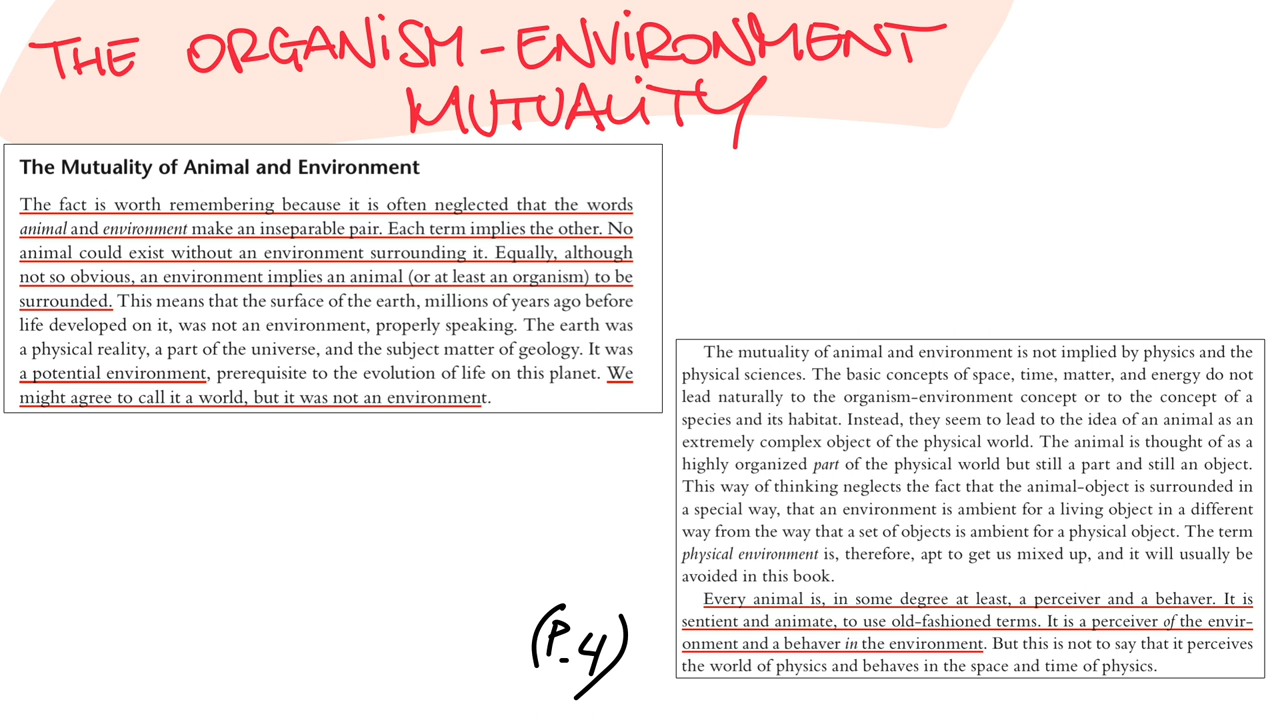 THE ORGANISM-ENVIRONMENT
MUTUALITY
The Mutuality of Animal and Environment
The fact is worth remembering because it is often neglected that the words
animal and environment make an inseparable pair. Each term implies the other. No
animal could exist without an environment surrounding it. Equally, although
not so obvious, an environment implies an animal (or at least an organism) to be
surrounded. This means that the surface of the earth, millions of years ago before
life developed on it, was not an environment, properly speaking. The earth was
a physical reality, a part of the universe, and the subject matter of geology. It was
a potential environment, prerequisite to the evolution of life on this planet. We
might agree to call it a world, but it was not an environment.
The mutuality of animal and environment is not implied by physics and the
physical sciences. The basic concepts of space, time, matter, and energy do not
lead naturally to the organism-environment concept or to the concept of a
species and its habitat. Instead, they seem to lead to the idea of an animal as an
extremely complex object of the physical world. The animal is thought of as a
highly organized part of the physical world but still a part and still an object.
This way of thinking neglects the fact that the animal-object is surrounded in
a special way, that an environment is ambient for a living object in a different
way from the way that a set of objects is ambient for a physical object. The term
physical environment is, therefore, apt to get us mixed up, and it will usually be
avoided in this book.
Every animal is, in some degree at least, a perceiver and a behaver. It is
sentient and animate, to use old-fashioned terms. It is a perceiver of the envir-
onment and a behaver in the environment. But this is not to say that it perceives
the world of physics and behaves in the space and time of physics.
(P.4)